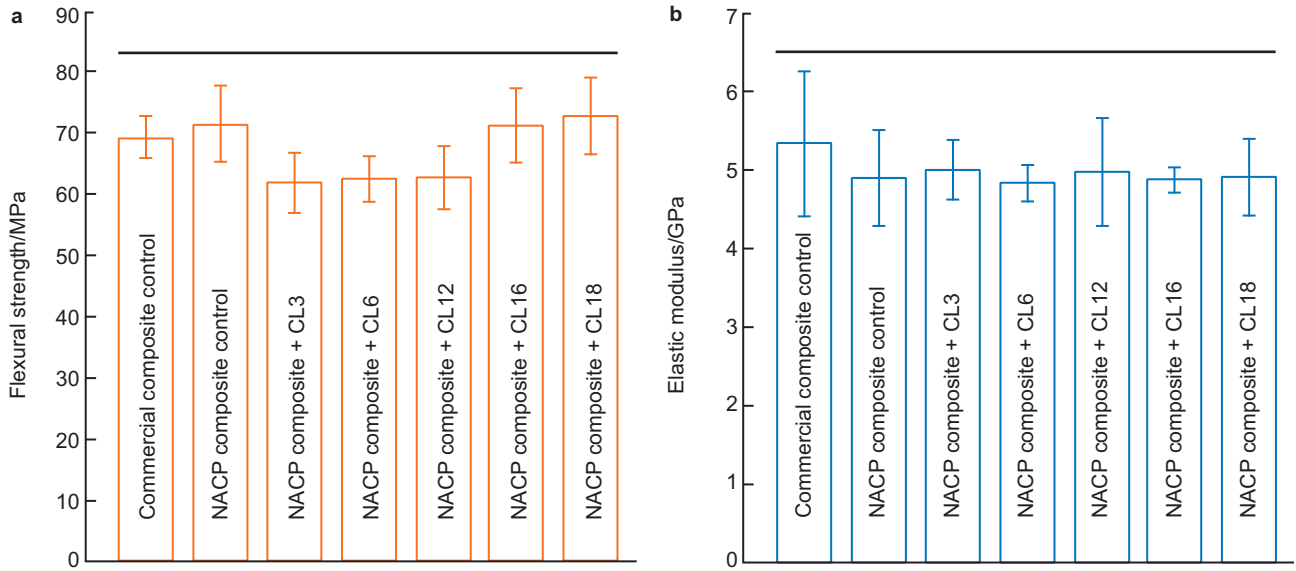 a
90
80
70
60
50
40
30
20
10
0
Flexural strength/MPa
Commercial composite control
NACP composite control
NACP composite + CL3
NACP composite + CL6
NACP composite + CL12
NACP composite + CL16
NACP composite + CL18
b
7
6
5
4
3
2
1
0
Elastic modulus/GPa
Commercial composite control
NACP composite control
NACP composite + CL3
NACP composite + CL6
NACP composite + CL12
NACP composite + CL16
NACP composite + CL18